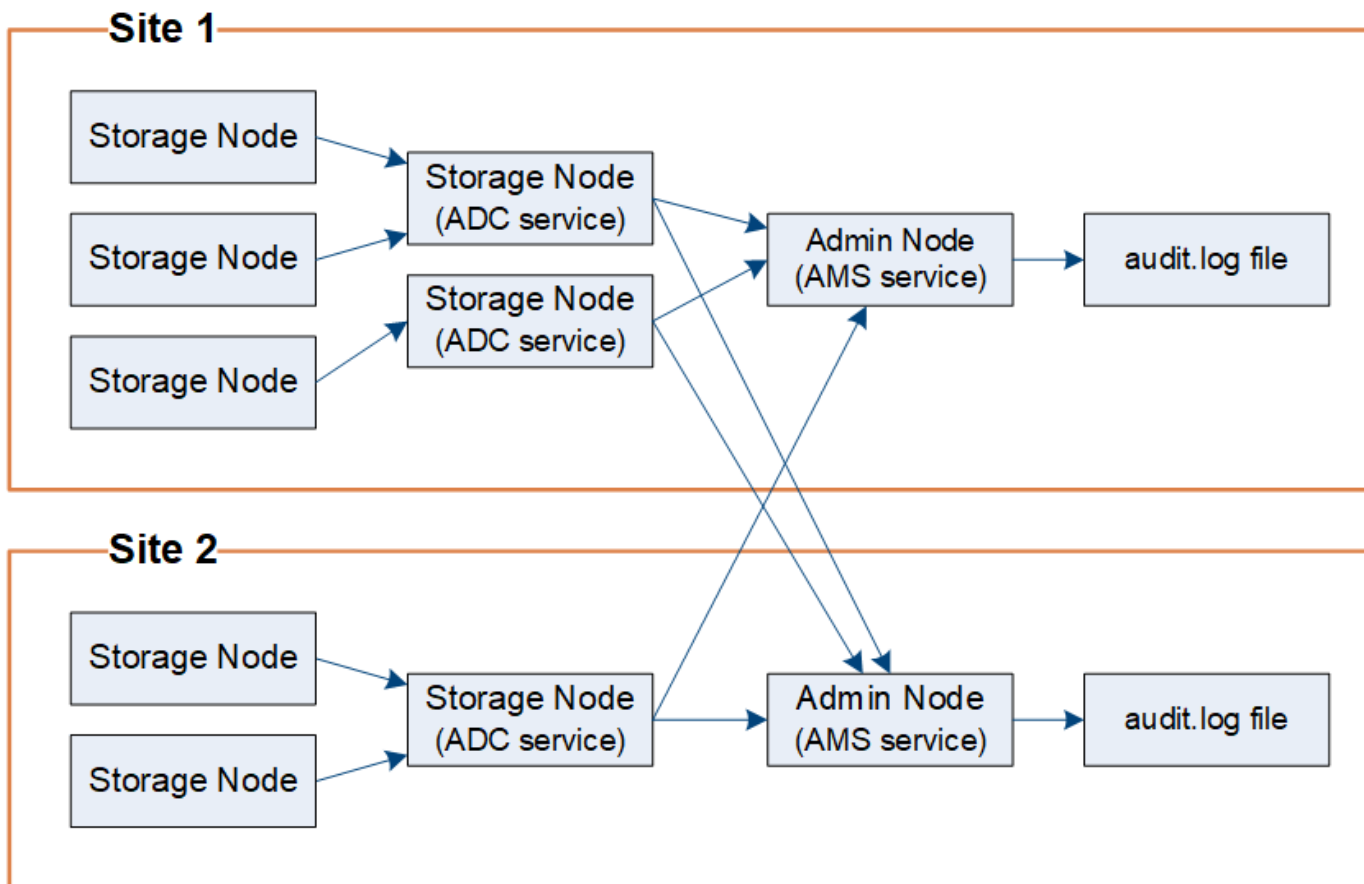 Site 1
Storage Node
Storage Node
Storage Node
Storage Node
(ADC service)
Storage Node
(ADC service)
Admin Node
(AMS service)
audit.log file
Site 2
Storage Node
Storage Node
Storage Node
(ADC service)
Admin Node
(AMS service)
audit.log file